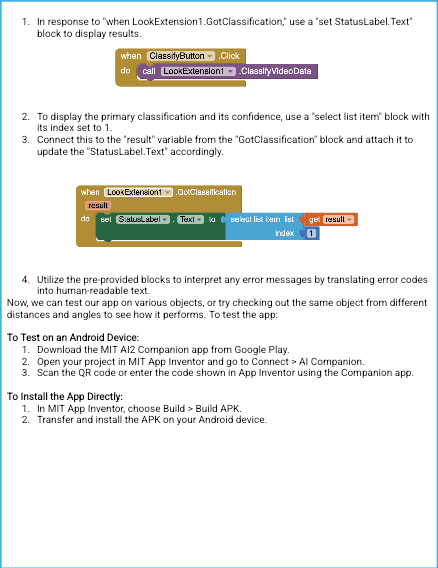 1. In response to "when LookExtension1.GotClassification," use a "set StatusLabel.Text"
block to display results.
when ClassifyButton .Click
do call LookExtension1 .ClassifyVideoData
2. To display the primary classification and its confidence, use a "select list item" block with
its index set to 1.
3. Connect this to the "result" variable from the "GotClassification" block and attach it to
update the "StatusLabel.Text" accordingly.
when LookExtension1 .GotClassification
result
do set StatusLabel . Text to select list item list get result
index 1
4. Utilize the pre-provided blocks to interpret any error messages by translating error codes
into human-readable text.
Now, we can test our app on various objects, or try checking out the same object from different
distances and angles to see how it performs. To test the app:
To Test on an Android Device:
1. Download the MIT AI2 Companion app from Google Play.
2. Open your project in MIT App Inventor and go to Connect > AI Companion.
3. Scan the QR code or enter the code shown in App Inventor using the Companion app.
To Install the App Directly:
1. In MIT App Inventor, choose Build > Build APK.
2. Transfer and install the APK on your Android device.